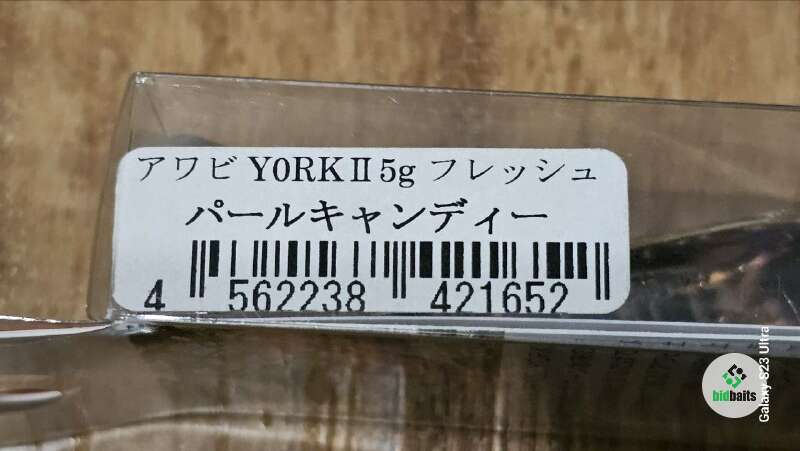 アワビ YORKⅡ5g フレッシュ
パールキャンディー
4 562238 421652
bidbaits
Galaxy S23 Ultra